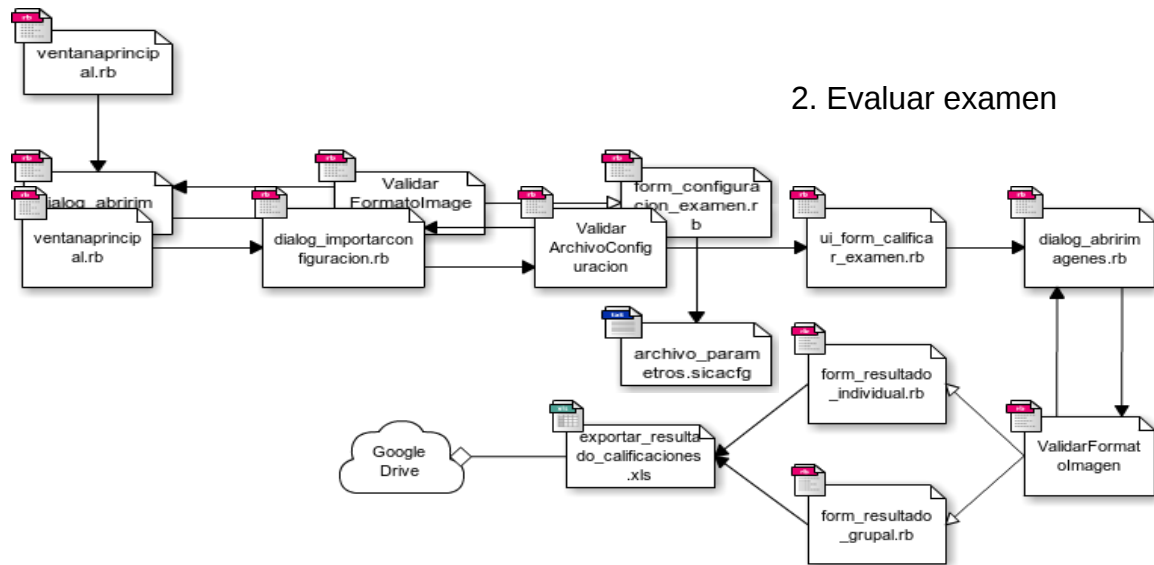 ventanaprincip
al.rb
2. Evaluar examen
Validar
FormatoImage
form_configura
cion_examen.r
b
dialog_abririm
ventanaprincip
al.rb
dialog_importarcon
figuracion.rb
Validar
ArchivoConfig
uracion
ui_form_califica
r_examen.rb
dialog_abririm
agenes.rb
archivo_param
etros.sicacfg
form_resultado
_individual.rb
Google
Drive
exportar_resulta
do_calificaciones
.xls
ValidarFormat
oImagen
form_resultado
_grupal.rb